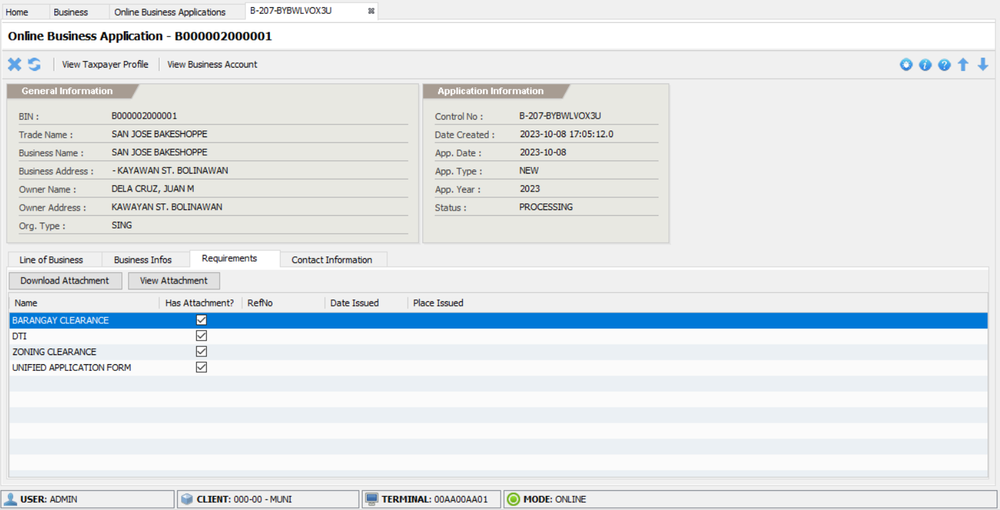 Home Business Online Business Applications B-207-BYBWLVOX3U
Online Business Application - B000002000001
View Taxpayer Profile View Business Account
General Information
BIN : B000002000001
Trade Name : SAN JOSE BAKESHOPPE
Business Name : SAN JOSE BAKESHOPPE
Business Address : - KAYAWAN ST. BOLINAWAN
Owner Name : DELA CRUZ, JUAN M
Owner Address : KAWAYAN ST. BOLINAWAN
Org. Type : SING
Application Information
Control No : B-207-BYBWLVOX3U
Date Created : 2023-10-08 17:05:12.0
App. Date : 2023-10-08
App. Type : NEW
App. Year : 2023
Status : PROCESSING
Line of Business Business Infos Requirements Contact Information
Download Attachment View Attachment
Name Has Attachment? RefNo Date Issued Place Issued
BARANGAY CLEARANCE
DTI
ZONING CLEARANCE
UNIFIED APPLICATION FORM
USER: ADMIN CLIENT: 000-00 - MUNI TERMINAL: 00AA00AA01 MODE: ONLINE